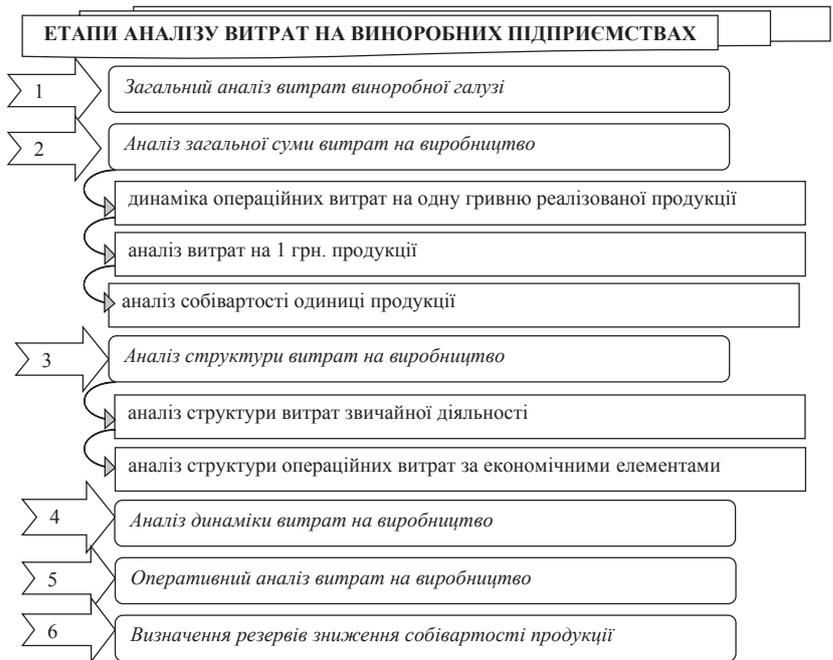 ЕТАПИ АНАЛІЗУ ВИТРАТ НА ВИНОРОБНИХ ПІДПРИЄМСТВАХ
1 Загальний аналіз витрат виноробної галузі
2 Аналіз загальної суми витрат на виробництво
динаміка операційних витрат на одну гривню реалізованої продукції
аналіз витрат на 1 грн. продукції
аналіз собівартості одиниці продукції
3 Аналіз структури витрат на виробництво
аналіз структури витрат звичайної діяльності
аналіз структури операційних витрат за економічними елементами
4 Аналіз динаміки витрат на виробництво
5 Оперативний аналіз витрат на виробництво
6 Визначення резервів зниження собівартості продукції